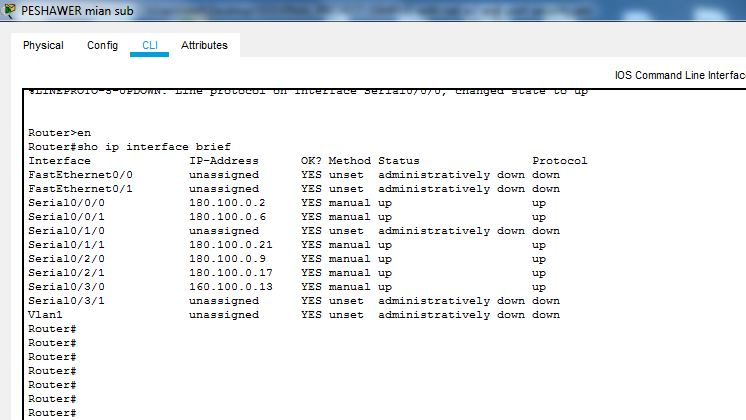 PESHAWER mian sub
Physical Config CLI Attributes
IOS Command Line Interface
%LINEPROTO-5-UPDOWN: Line protocol on Interface Serial0/0/0, changed state to up
Router>en
Router#sho ip interface brief
Interface IP-Address OK? Method Status Protocol
FastEthernet0/0 unassigned YES unset administratively down down
FastEthernet0/1 unassigned YES unset administratively down down
Serial0/0/0 180.100.0.2 YES manual up up
Serial0/0/1 180.100.0.6 YES manual up up
Serial0/1/0 unassigned YES unset administratively down down
Serial0/1/1 180.100.0.21 YES manual up up
Serial0/2/0 180.100.0.9 YES manual up up
Serial0/2/1 180.100.0.17 YES manual up up
Serial0/3/0 160.100.0.13 YES manual up up
Serial0/3/1 unassigned YES unset administratively down down
Vlan1 unassigned YES unset administratively down down
Router#
Router#
Router#
Router#
Router#
Router#
Router#